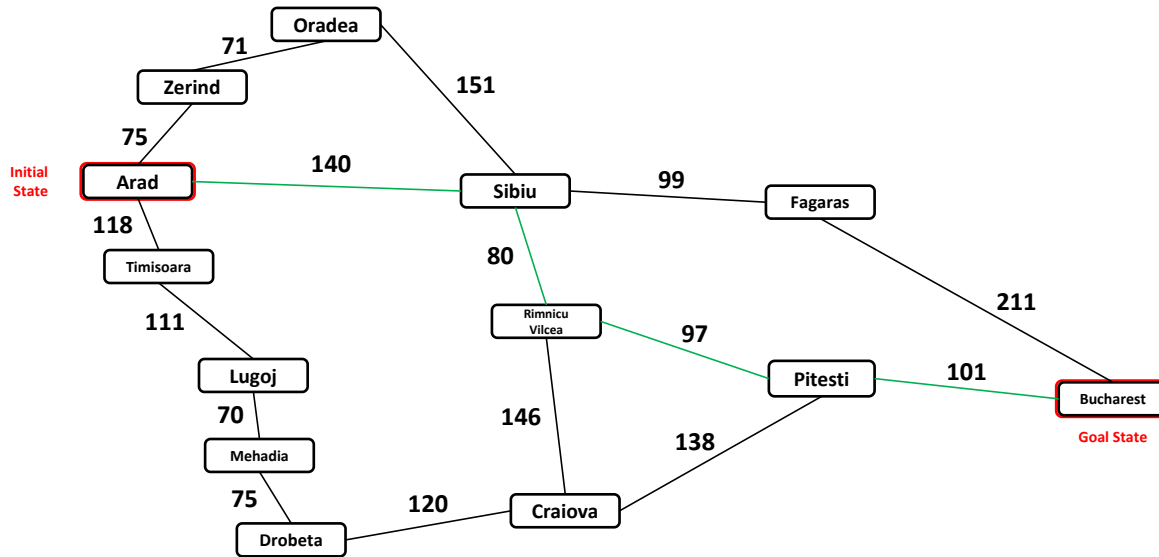 Oradea
71
Zerind
151
75
Initial
State
Arad
140
Sibiu
99
Fagaras
118
Timisoara
80
111
Rimnicu
Vilcea
97
211
Lugoj
Pitesti
101
Bucharest
70
146
138
Goal State
Mehadia
75
120
Craiova
Drobeta